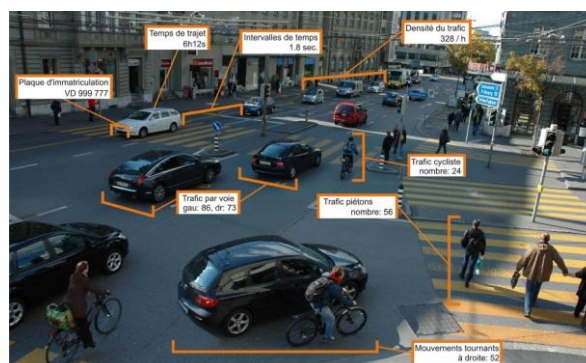 Temps de trajet
6h12s
Intervalles de temps
1.8 sec.
Densité du trafic
328 / h
Plaque d'immatriculation
VD 999 777
Trafic cycliste
nombre: 24
Trafic par voie
gau: 86, dr: 73
Trafic piétons
nombre: 56
Mouvements tournants
à droite: 52